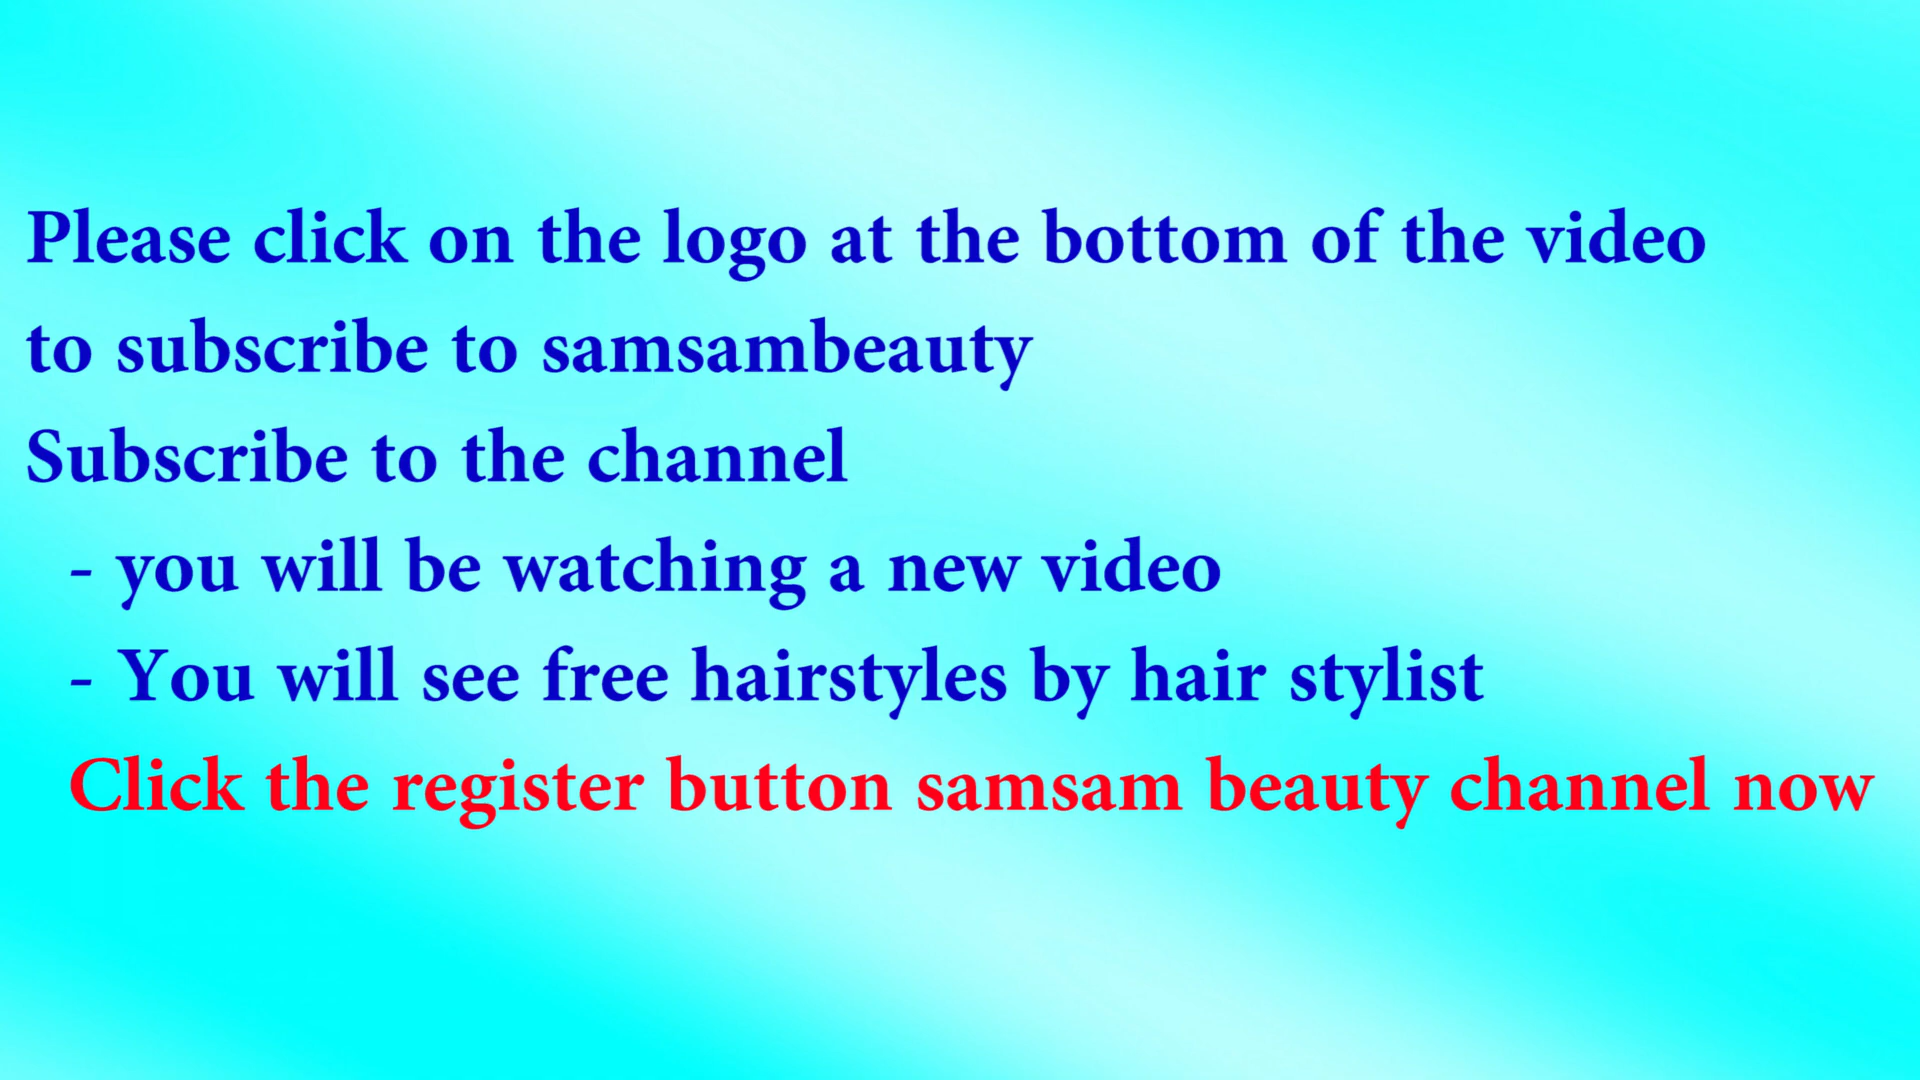 Please click on the logo at the bottom of the video
to subscribe to samsambeauty
Subscribe to the channel
- you will be watching a new video
- You will see free hairstyles by hair stylist
Click the register button samsam beauty channel now